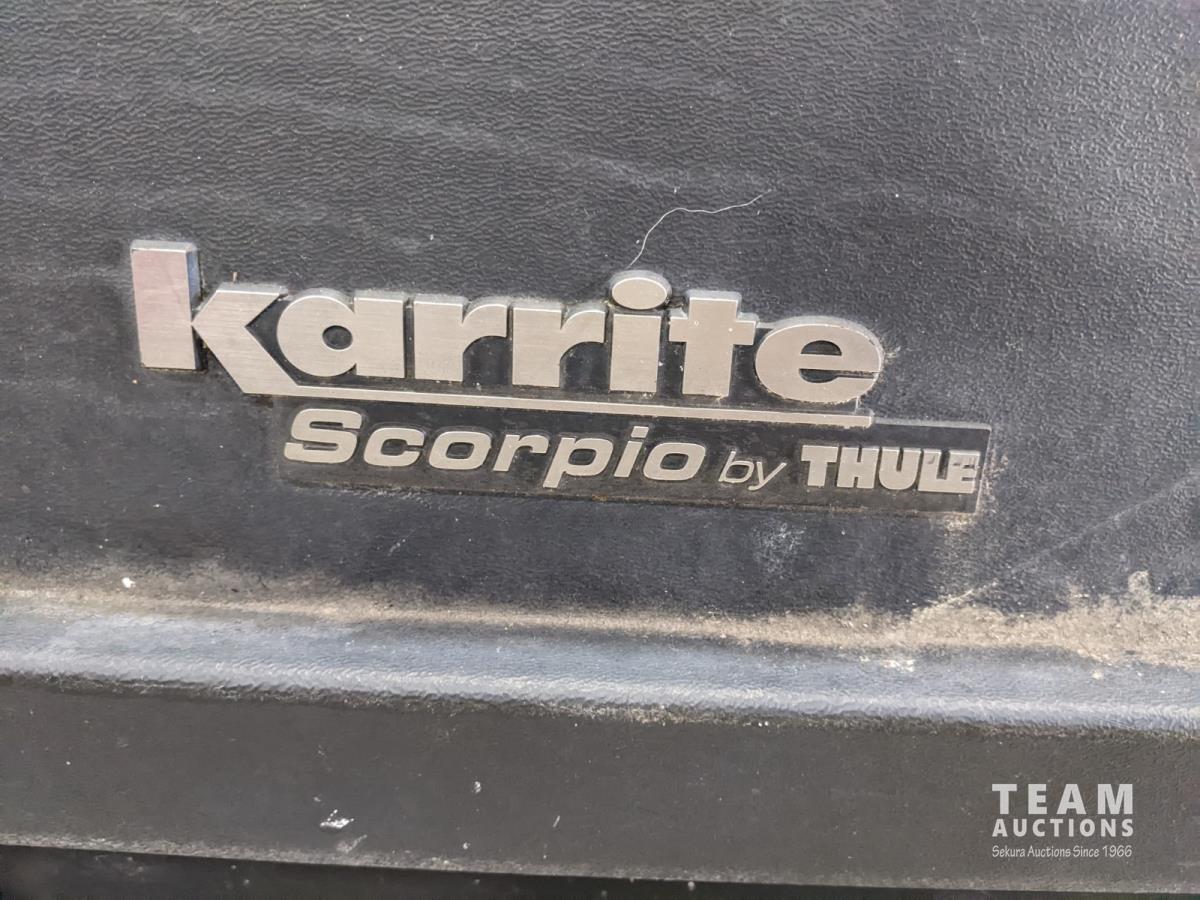 karrite
Scorpio by THULE
TEAM
AUCTIONS
Sekura Auctions Since 1966